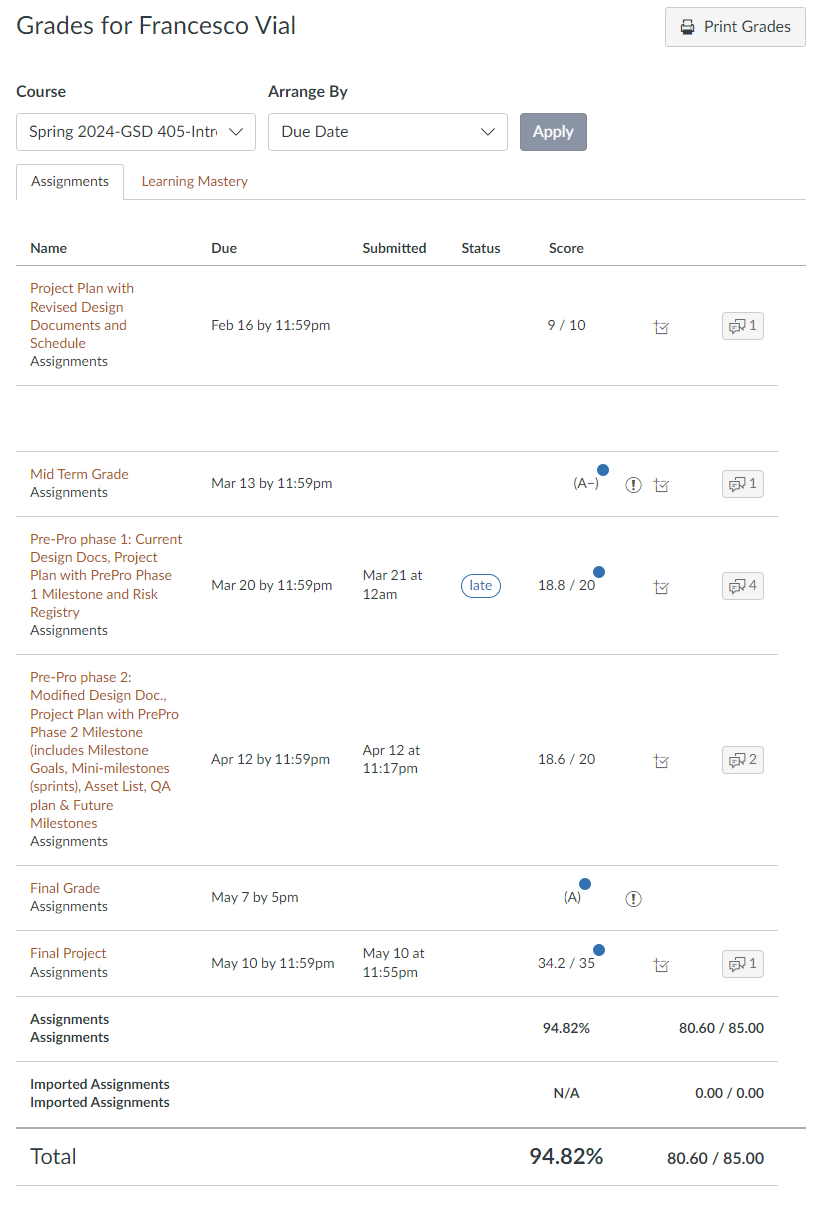 Grades for Francesco Vial
Print Grades
Course
Arrange By
Spring 2024-GSD 405-Intr
Due Date
Apply
Assignments
Learning Mastery
Name Due Submitted Status Score
Project Plan with
Revised Design
Documents and
Schedule
Assignments
Feb 16 by 11:59pm
9 / 10
1
Mid Term Grade
Assignments
Mar 13 by 11:59pm
(A−)
1
Pre-Pro phase 1: Current
Design Docs, Project
Plan with PrePro Phase
1 Milestone and Risk
Registry
Assignments
Mar 20 by 11:59pm
Mar 21 at
12am
late
18.8 / 20
4
Pre-Pro phase 2:
Modified Design Doc.,
Project Plan with PrePro
Phase 2 Milestone
(includes Milestone
Goals, Mini-milestones
(sprints), Asset List, QA
plan & Future
Milestones
Assignments
Apr 12 by 11:59pm
Apr 12 at
11:17pm
18.6 / 20
2
Final Grade
Assignments
May 7 by 5pm
(A)
Final Project
Assignments
May 10 by 11:59pm
May 10 at
11:55pm
34.2 / 35
1
Assignments
Assignments
94.82%
80.60 / 85.00
Imported Assignments
Imported Assignments
N/A
0.00 / 0.00
Total
94.82%
80.60 / 85.00